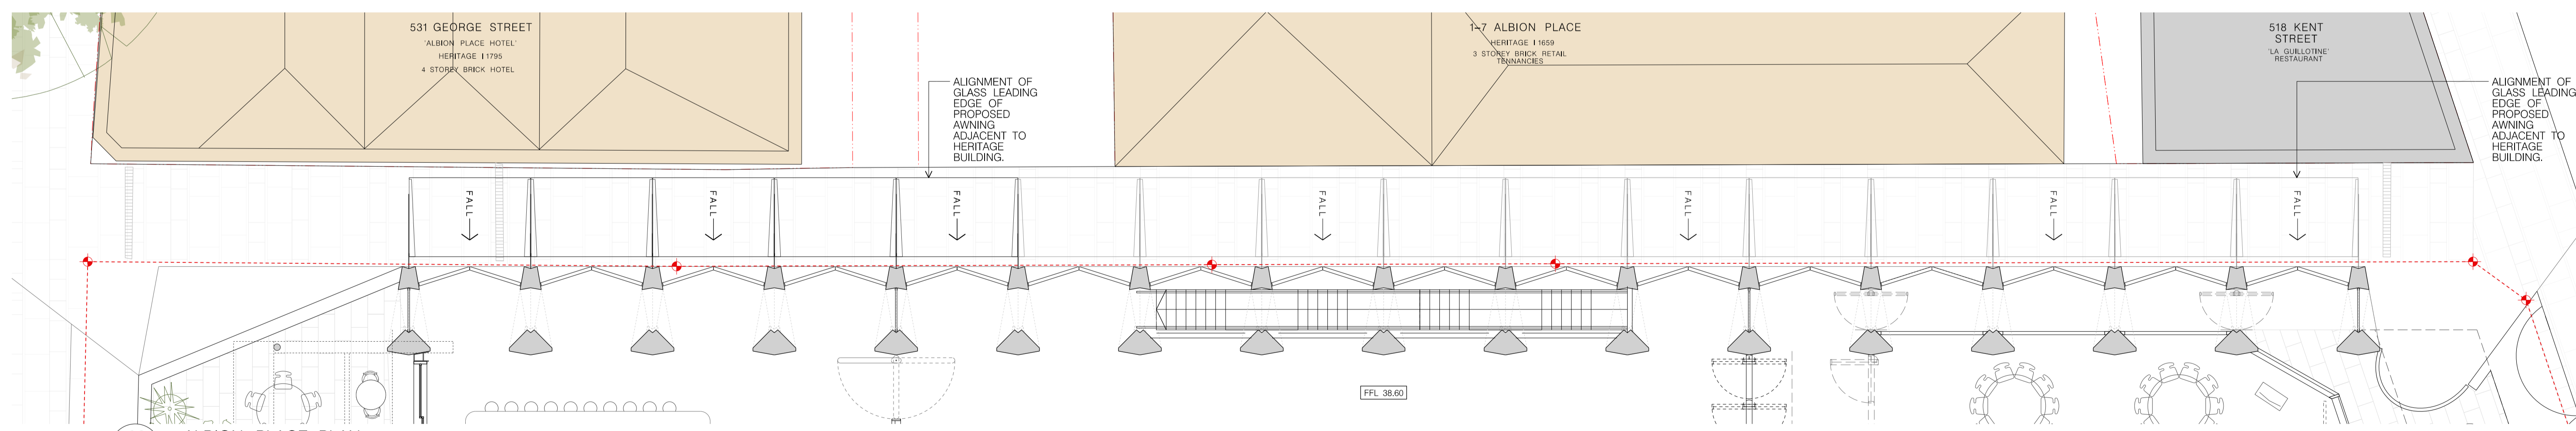 531 GEORGE STREET
'ALBION PLACE HOTEL'
HERITAGE I 1795
4 STOREY BRICK HOTEL
1-7 ALBION PLACE
HERITAGE I 1659
3 STOREY BRICK RETAIL
TENNANCIES
518 KENT
STREET
'LA GUILLOTINE'
RESTAURANT
ALIGNMENT OF
GLASS LEADING
EDGE OF
PROPOSED
AWNING
ADJACENT TO
HERITAGE
BUILDING.
ALIGNMENT OF
GLASS LEADING
EDGE OF
PROPOSED
AWNING
ADJACENT TO
HERITAGE
BUILDING.
FALL
FALL
FALL
FALL
FALL
FALL
FALL
FFL 38.60